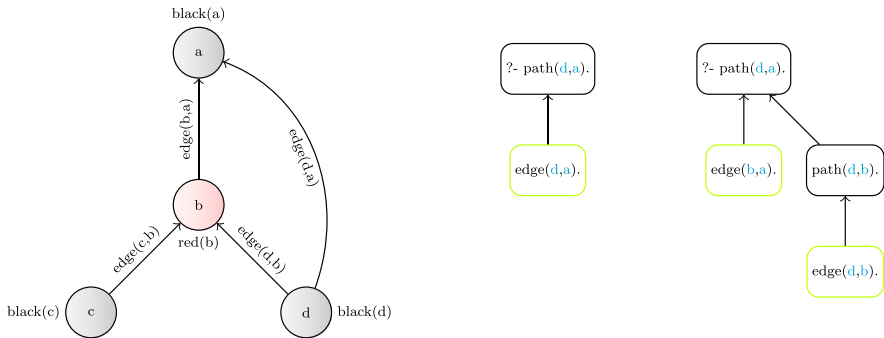 black(a)
a
edge(b,a)
edge(d,a)
b
red(b)
edge(c,b)
edge(d,b)
black(c)
c
d
black(d)
?- path(d,a).
edge(d,a).
?- path(d,a).
edge(b,a).
path(d,b).
edge(d,b).